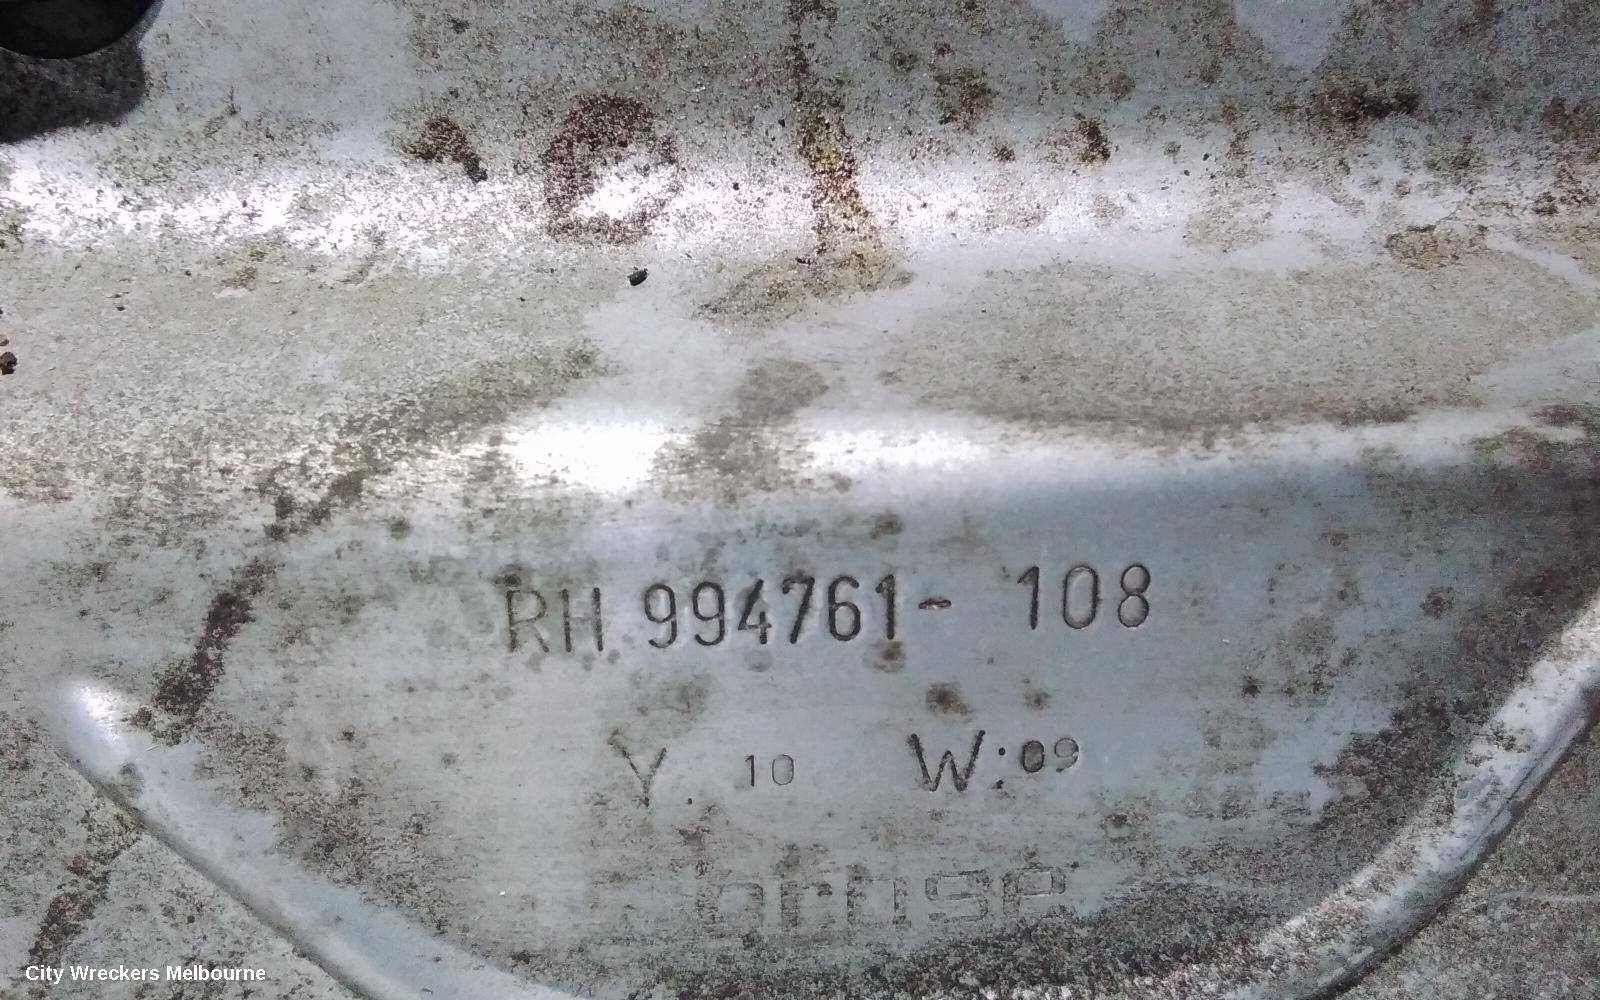 RH 994761- 108
Y. 10 W:09
brose
City Wreckers Melbourne